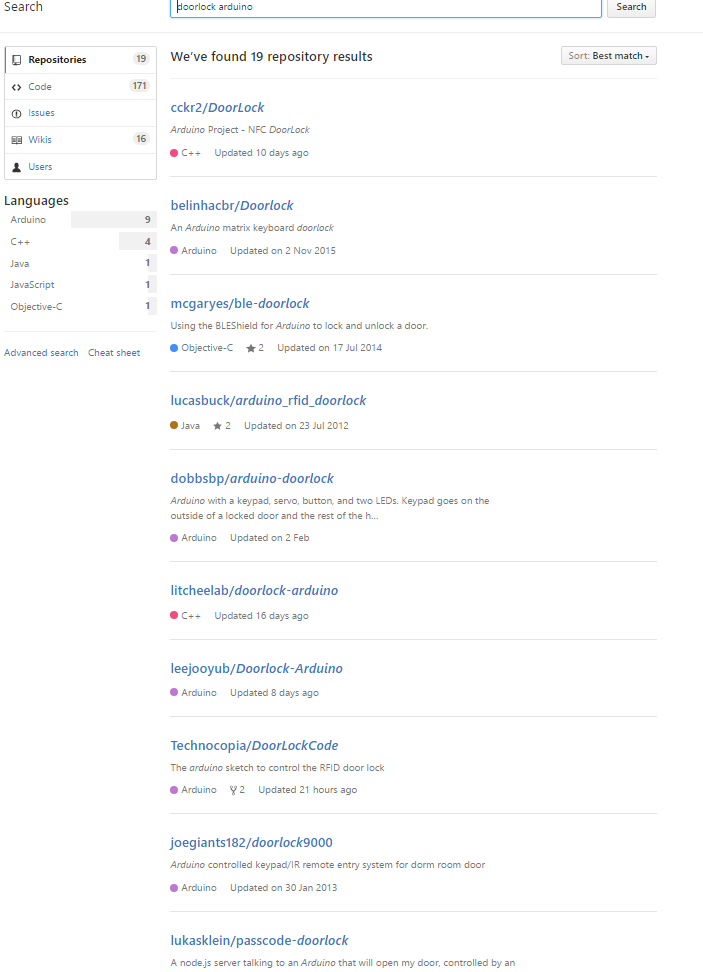 Search
doorlock arduino
Search
Repositories 19
Code 171
Issues
Wikis 16
Users
Languages
Arduino 9
C++ 4
Java 1
JavaScript 1
Objective-C 1
Advanced search Cheat sheet
We've found 19 repository results
Sort: Best match
cckr2/DoorLock
Arduino Project - NFC DoorLock
C++ Updated 10 days ago
belinhacbr/Doorlock
An Arduino matrix keyboard doorlock
Arduino Updated on 2 Nov 2015
mcgaryes/ble-doorlock
Using the BLEShield for Arduino to lock and unlock a door.
Objective-C 2 Updated on 17 Jul 2014
lucasbuck/arduino_rfid_doorlock
Java 2 Updated on 23 Jul 2012
dobbsbp/arduino-doorlock
Arduino with a keypad, servo, button, and two LEDs. Keypad goes on the
outside of a locked door and the rest of the h...
Arduino Updated on 2 Feb
litcheelab/doorlock-arduino
C++ Updated 16 days ago
leejooyub/Doorlock-Arduino
Arduino Updated 8 days ago
Technocopia/DoorLockCode
The arduino sketch to control the RFID door lock
Arduino 2 Updated 21 hours ago
joegiants182/doorlock9000
Arduino controlled keypad/IR remote entry system for dorm room door
Arduino Updated on 30 Jan 2013
lukasklein/passcode-doorlock
A node.js server talking to an Arduino that will open my door, controlled by an